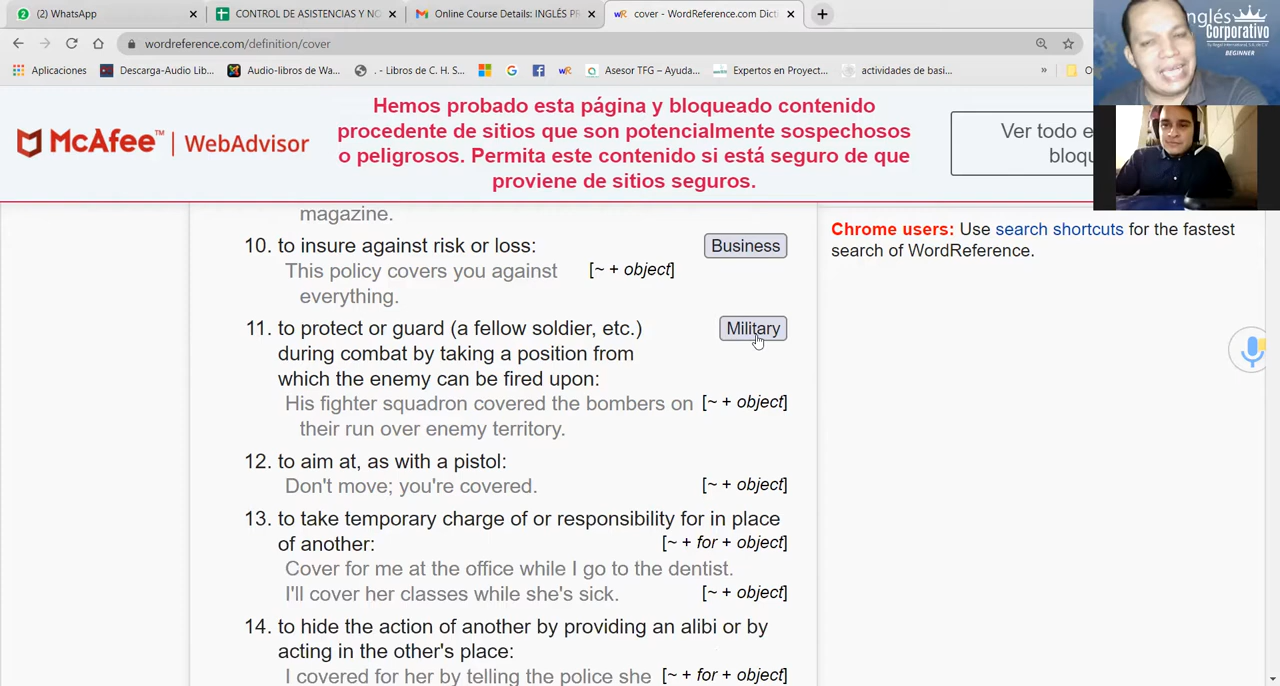 (2) WhatsApp
CONTROL DE ASISTENCIAS Y NO
Online Course Details: INGLÉS PR
cover - WordReference.com Dicti
wordreference.com/definition/cover
Aplicaciones
Descarga-Audio Lib...
Audio-libros de Wa...
. - Libros de C. H. S...
Asesor TFG – Ayuda...
Expertos en Proyect...
actividades de basi...
»
O
Inglés
Corporativo
BEGINNER
McAfee™ | WebAdvisor
Hemos probado esta página y bloqueado contenido
procedente de sitios que son potencialmente sospechosos
o peligrosos. Permita este contenido si está seguro de que
proviene de sitios seguros.
Ver todo e
bloqu
magazine.
10. to insure against risk or loss: Business
This policy covers you against [~ + object]
everything.
11. to protect or guard (a fellow soldier, etc.) Military
during combat by taking a position from
which the enemy can be fired upon:
His fighter squadron covered the bombers on [~ + object]
their run over enemy territory.
12. to aim at, as with a pistol:
Don't move; you're covered. [~ + object]
13. to take temporary charge of or responsibility for in place
of another: [~ + for + object]
Cover for me at the office while I go to the dentist.
I'll cover her classes while she's sick. [~ + object]
14. to hide the action of another by providing an alibi or by
acting in the other's place:
I covered for her by telling the police she [~ + for + object]
Chrome users: Use search shortcuts for the fastest
search of WordReference.